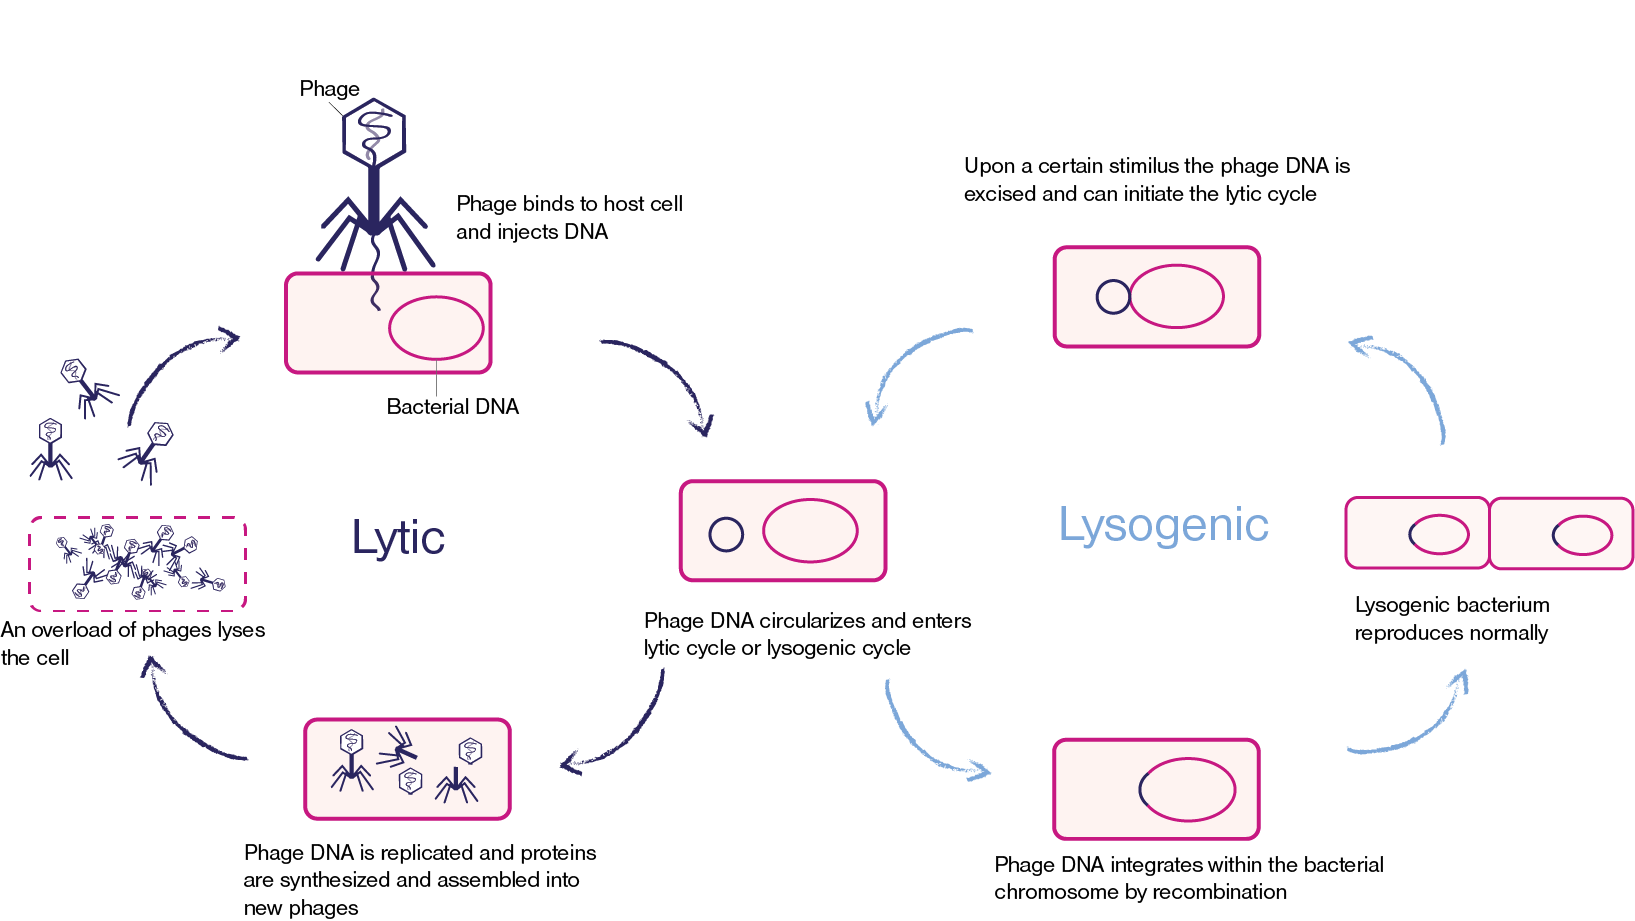 Phage
Phage binds to host cell
and injects DNA
Bacterial DNA
Upon a certain stimilus the phage DNA is
excised and can initiate the lytic cycle
Lytic
Lysogenic
Phage DNA circularizes and enters
lytic cycle or lysogenic cycle
An overload of phages lyses
the cell
Lysogenic bacterium
reproduces normally
Phage DNA is replicated and proteins
are synthesized and assembled into
new phages
Phage DNA integrates within the bacterial
chromosome by recombination